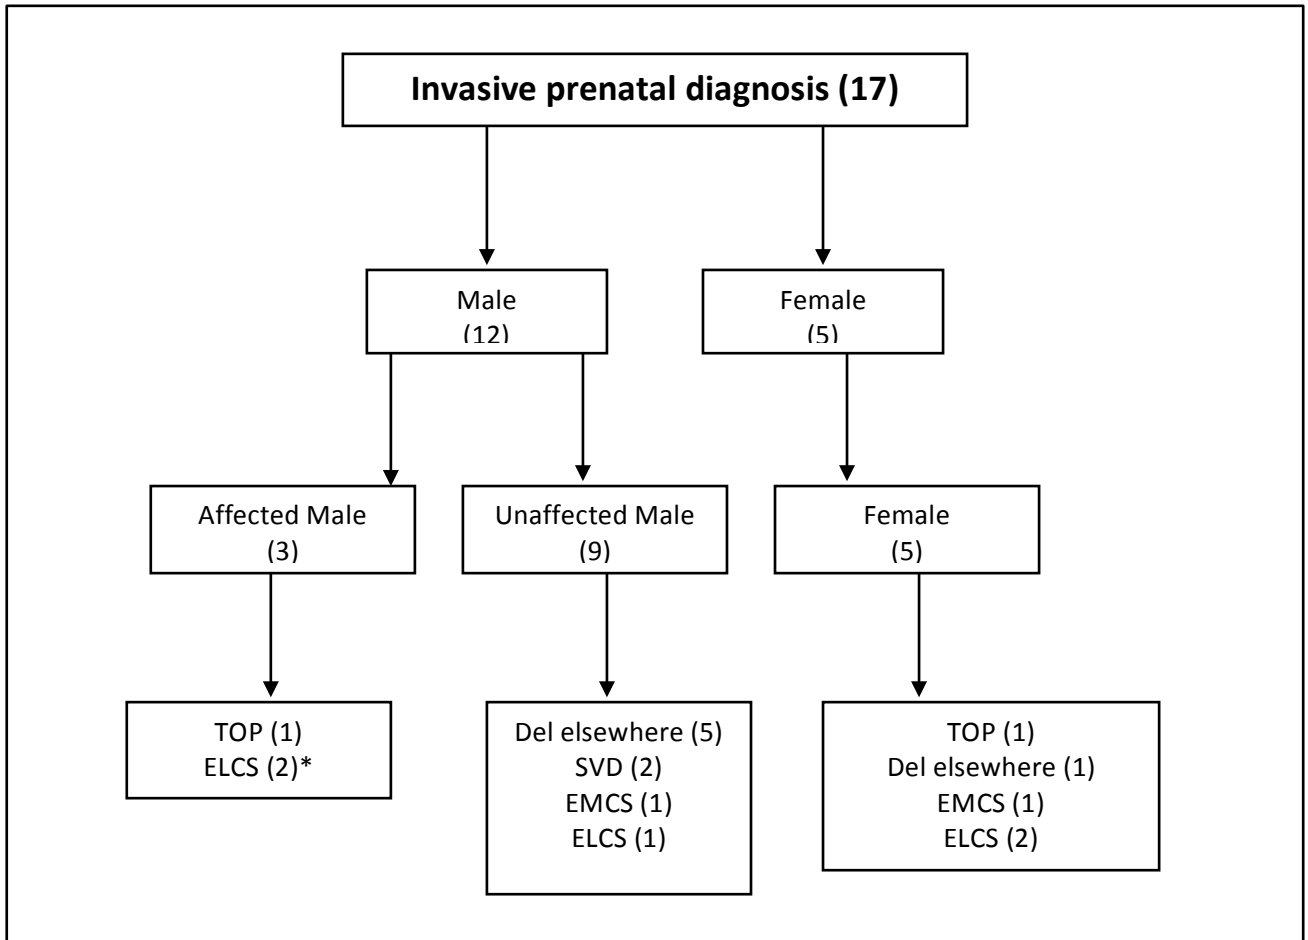 Invasive prenatal diagnosis (17)
Male
(12)
Female
(5)
Affected Male
(3)
Unaffected Male
(9)
Female
(5)
TOP (1)
ELCS (2)*
Del elsewhere (5)
SVD (2)
EMCS (1)
ELCS (1)
TOP (1)
Del elsewhere (1)
EMCS (1)
ELCS (2)